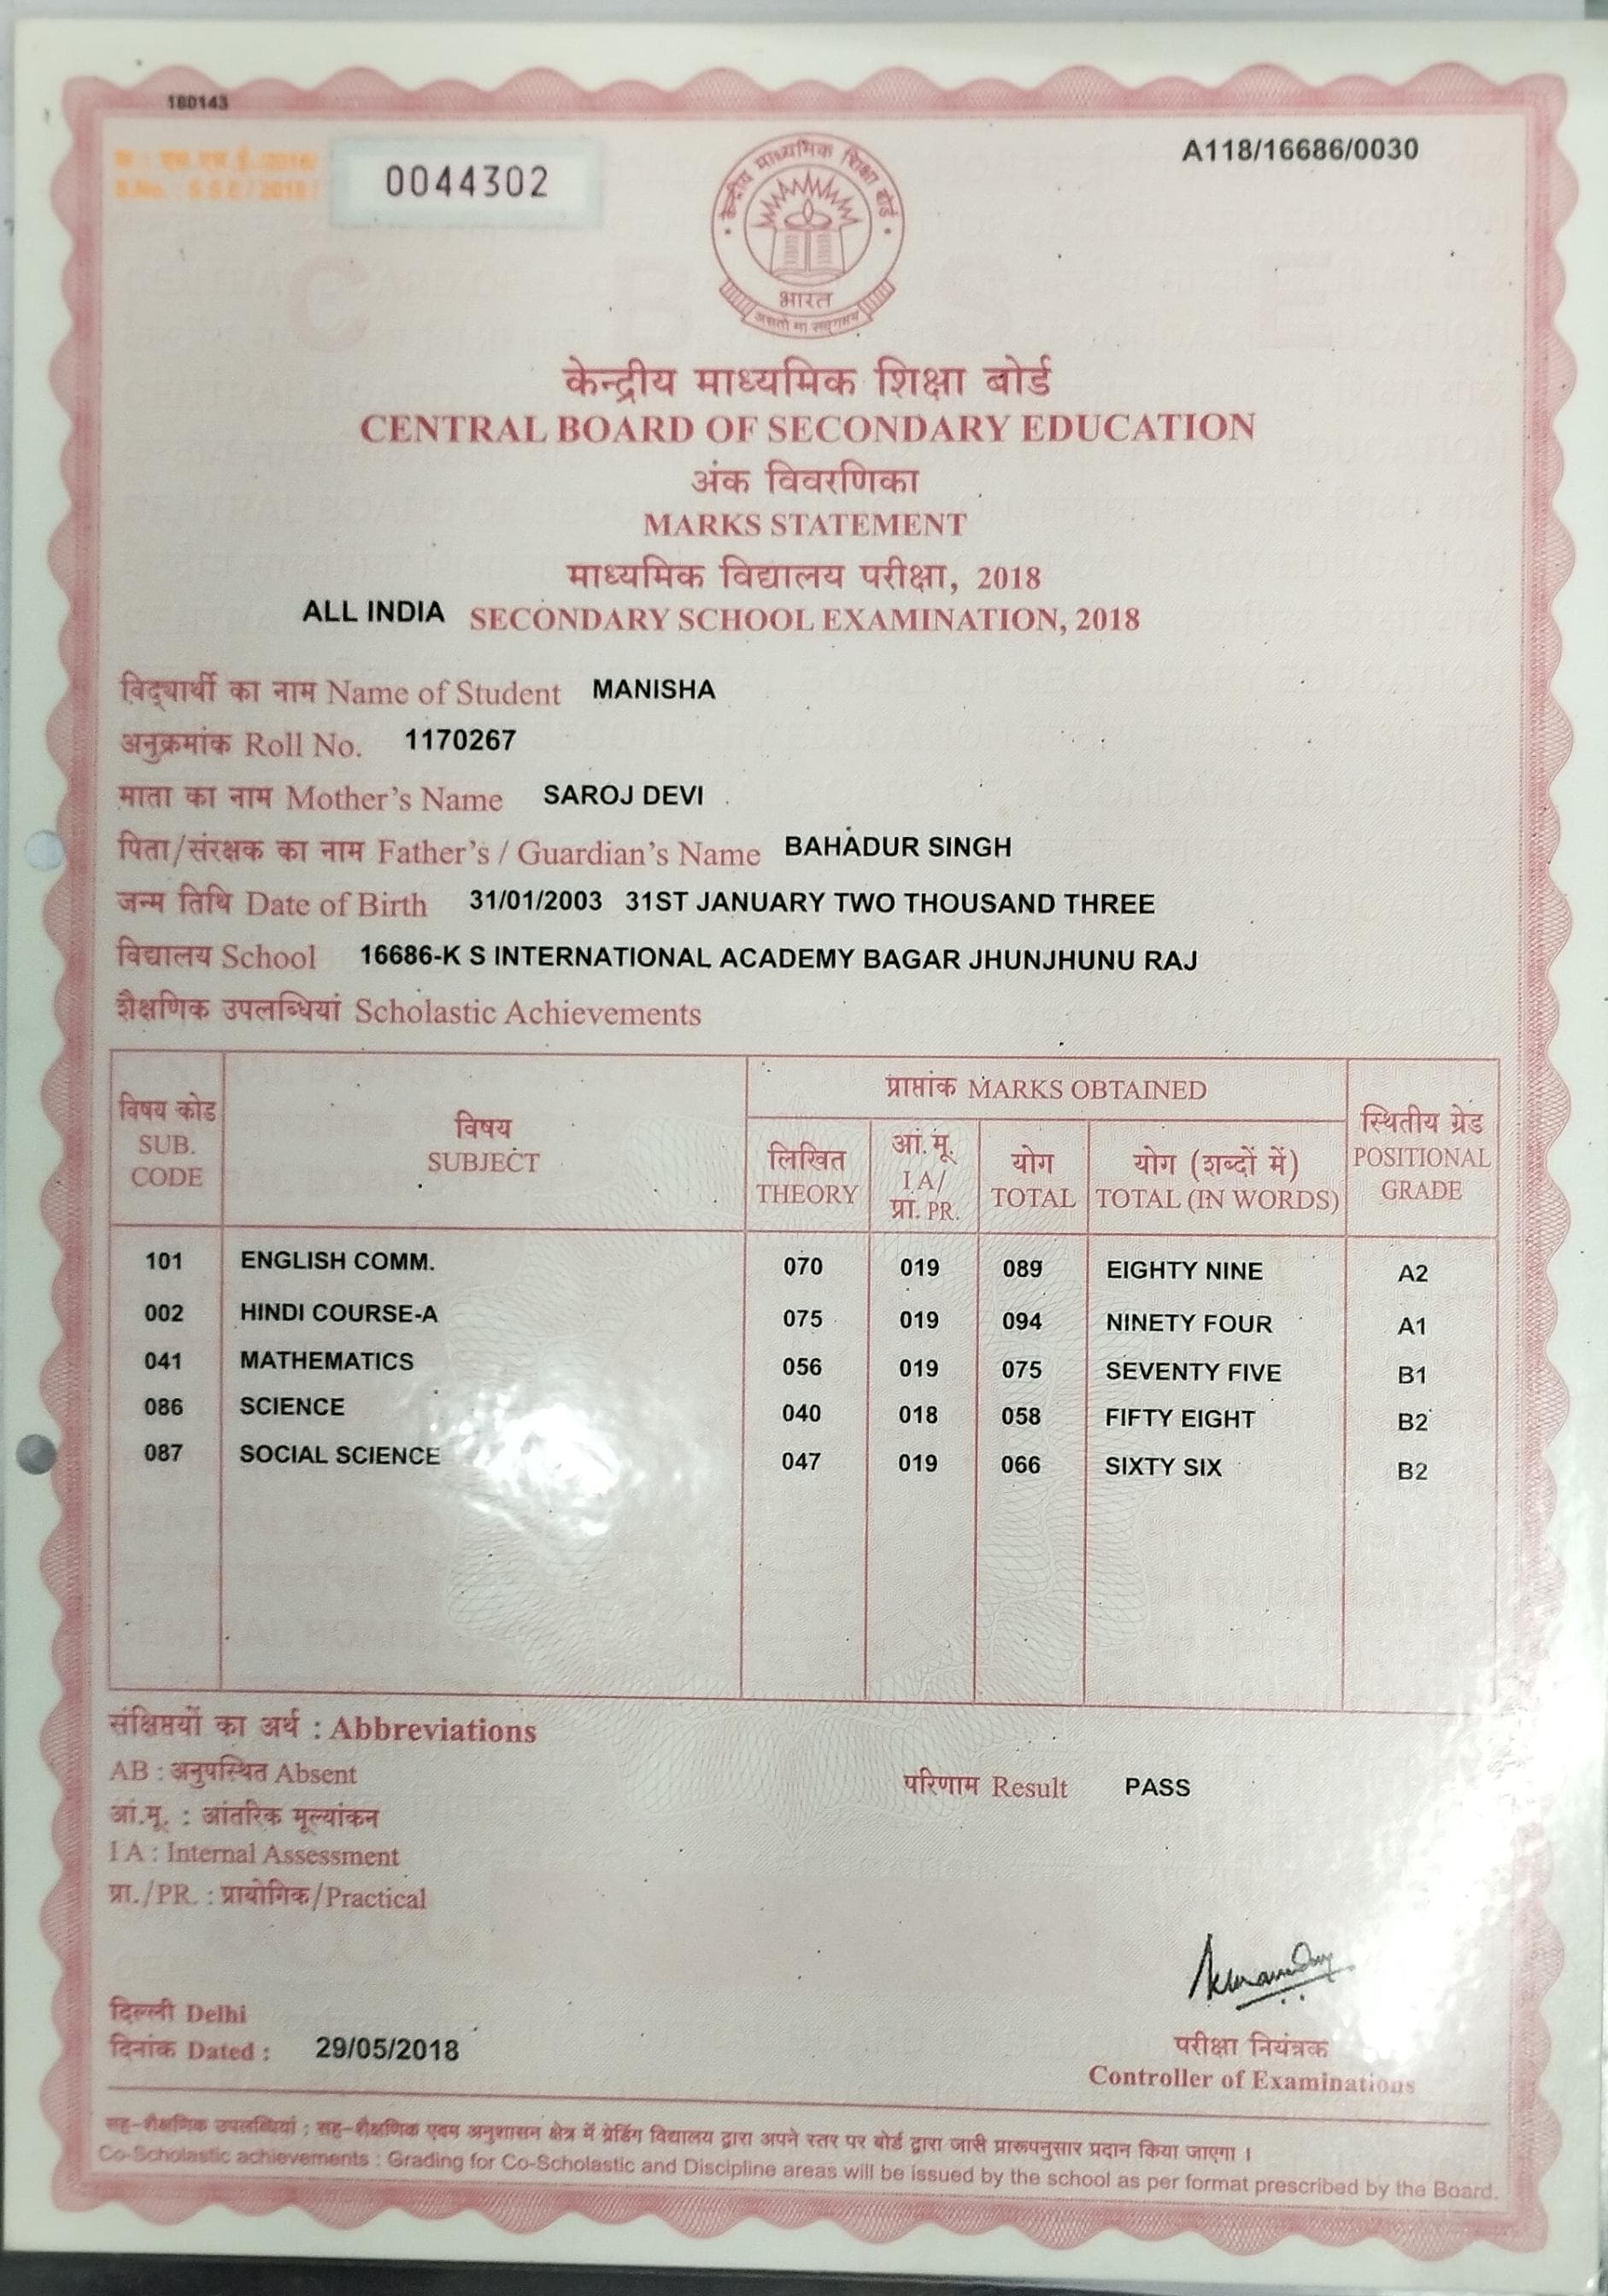 180143
0044302
A118/16686/0030
केन्द्रीय माध्यमिक शिक्षा बोर्ड
भारत
असतो मा सद्गमय
केन्द्रीय माध्यमिक शिक्षा बोर्ड
CENTRAL BOARD OF SECONDARY EDUCATION
अंक विवरणिका
MARKS STATEMENT
माध्यमिक विद्यालय परीक्षा, 2018
ALL INDIA SECONDARY SCHOOL EXAMINATION, 2018
विद्यार्थी का नाम Name of Student MANISHA
अनुक्रमांक Roll No. 1170267
माता का नाम Mother's Name SAROJ DEVI
पिता/संरक्षक का नाम Father's / Guardian's Name BAHADUR SINGH
जन्म तिथि Date of Birth 31/01/2003 31ST JANUARY TWO THOUSAND THREE
विद्यालय School 16686-K S INTERNATIONAL ACADEMY BAGAR JHUNJHUNU RAJ
शैक्षणिक उपलब्धियां Scholastic Achievements
विषय कोड SUB. CODE
विषय SUBJECT
प्राप्तांक MARKS OBTAINED
लिखित THEORY
आं.मू. I A/ प्रा. PR.
योग TOTAL
योग (शब्दों में) TOTAL (IN WORDS)
स्थितीय ग्रेड POSITIONAL GRADE
101 ENGLISH COMM. 070 019 089 EIGHTY NINE A2
002 HINDI COURSE-A 075 019 094 NINETY FOUR A1
041 MATHEMATICS 056 019 075 SEVENTY FIVE B1
086 SCIENCE 040 018 058 FIFTY EIGHT B2
087 SOCIAL SCIENCE 047 019 066 SIXTY SIX B2
संक्षिप्तियों का अर्थ : Abbreviations
AB : अनुपस्थित Absent
परिणाम Result PASS
आं.मू. : आंतरिक मूल्यांकन
I A : Internal Assessment
प्रा./PR. : प्रायोगिक/Practical
दिल्ली Delhi
दिनांक Dated : 29/05/2018
परीक्षा नियंत्रक
Controller of Examinations
सह-शैक्षणिक उपलब्धियां : सह-शैक्षणिक एवम अनुशासन क्षेत्र में ग्रेडिंग विद्यालय द्वारा अपने स्तर पर बोर्ड द्वारा जारी प्रारूपनुसार प्रदान किया जाएगा ।
Co-Scholastic achievements : Grading for Co-Scholastic and Discipline areas will be issued by the school as per format prescribed by the Board.